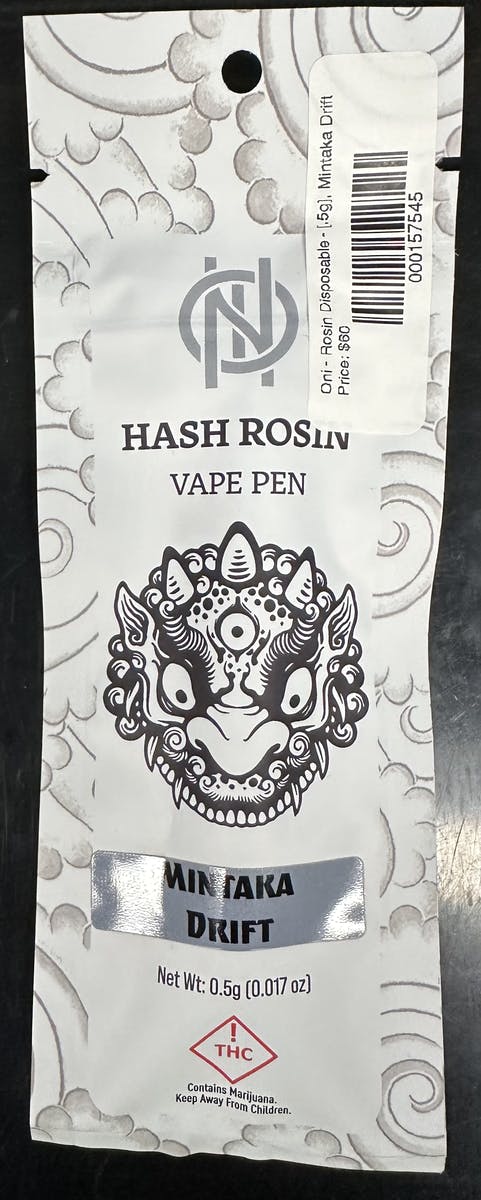 Oni - Rosin Disposable - [.5g], Mintaka Drift
Price: $60
000157545
HASH ROSIN
VAPE PEN
MINTAKA
DRIFT
Net Wt: 0.5g (0.017 oz)
!
THC
Contains Marijuana.
Keep Away From Children.